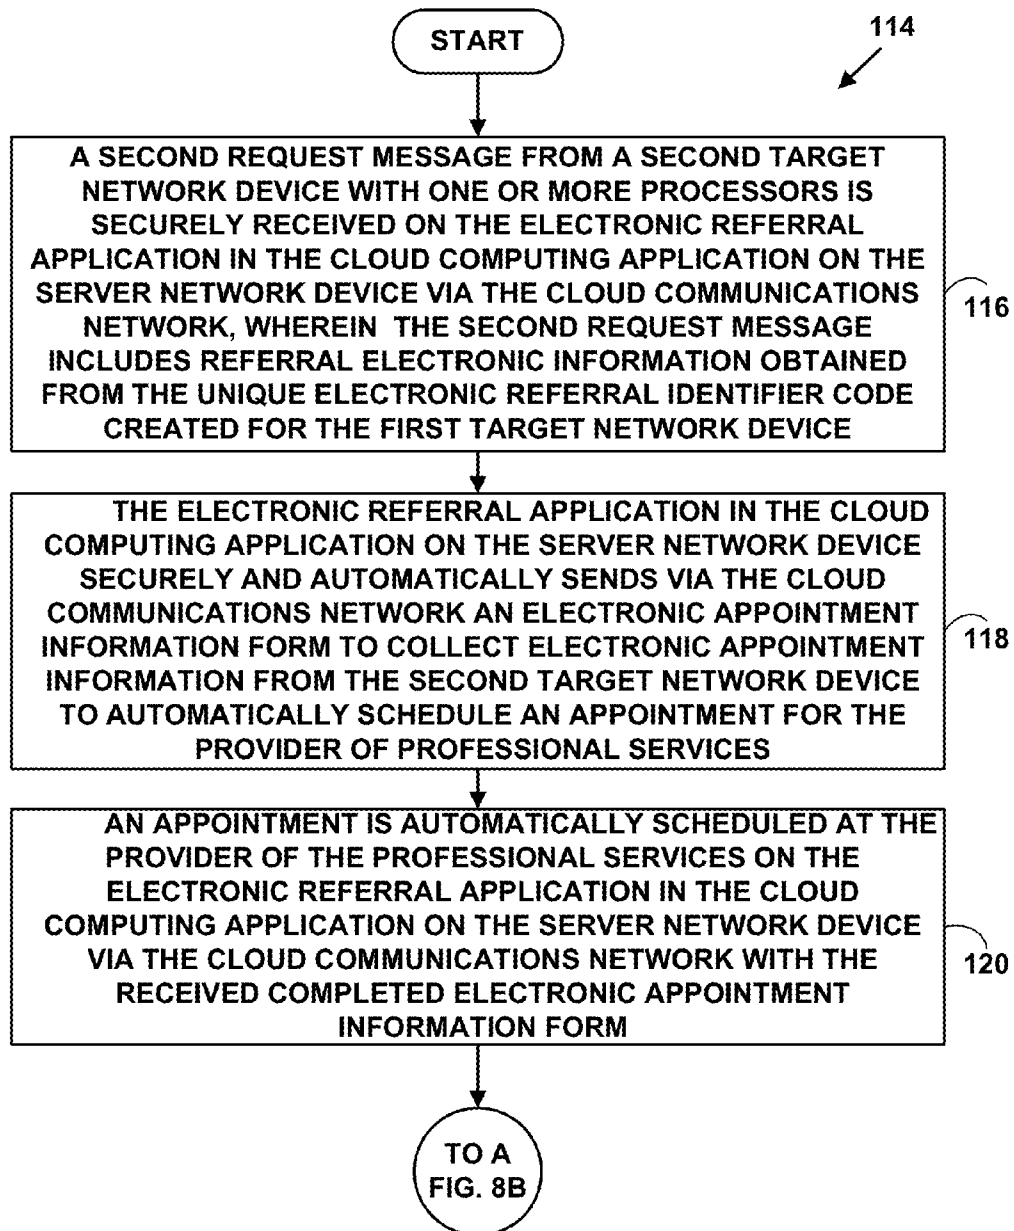 START
114
A SECOND REQUEST MESSAGE FROM A SECOND TARGET
NETWORK DEVICE WITH ONE OR MORE PROCESSORS IS
SECURELY RECEIVED ON THE ELECTRONIC REFERRAL
APPLICATION IN THE CLOUD COMPUTING APPLICATION ON THE
SERVER NETWORK DEVICE VIA THE CLOUD COMMUNICATIONS
NETWORK, WHEREIN THE SECOND REQUEST MESSAGE
INCLUDES REFERRAL ELECTRONIC INFORMATION OBTAINED
FROM THE UNIQUE ELECTRONIC REFERRAL IDENTIFIER CODE
CREATED FOR THE FIRST TARGET NETWORK DEVICE
116
THE ELECTRONIC REFERRAL APPLICATION IN THE CLOUD
COMPUTING APPLICATION ON THE SERVER NETWORK DEVICE
SECURELY AND AUTOMATICALLY SENDS VIA THE CLOUD
COMMUNICATIONS NETWORK AN ELECTRONIC APPOINTMENT
INFORMATION FORM TO COLLECT ELECTRONIC APPOINTMENT
INFORMATION FROM THE SECOND TARGET NETWORK DEVICE
TO AUTOMATICALLY SCHEDULE AN APPOINTMENT FOR THE
PROVIDER OF PROFESSIONAL SERVICES
118
AN APPOINTMENT IS AUTOMATICALLY SCHEDULED AT THE
PROVIDER OF THE PROFESSIONAL SERVICES ON THE
ELECTRONIC REFERRAL APPLICATION IN THE CLOUD
COMPUTING APPLICATION ON THE SERVER NETWORK DEVICE
VIA THE CLOUD COMMUNICATIONS NETWORK WITH THE
RECEIVED COMPLETED ELECTRONIC APPOINTMENT
INFORMATION FORM
120
TO A
FIG. 8B